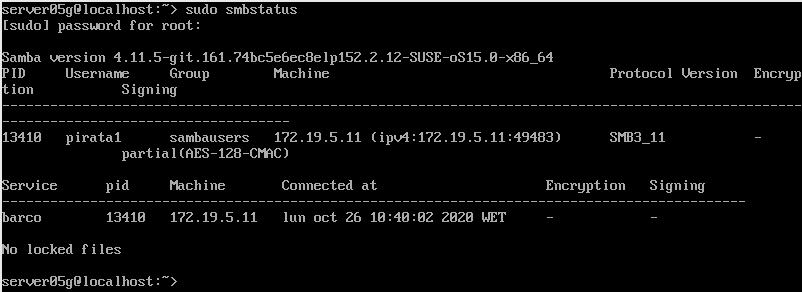 server05g@localhost:~> sudo smbstatus
[sudo] password for root:
Samba version 4.11.5-git.161.74bc5e6ec8elp152.2.12-SUSE-oS15.0-x86_64
PID     Username     Group        Machine                                   Protocol Version  Encryp
tion           Signing
----------------------------------------------------------------------------------------------------
------------------------------------
13410   pirata1      sambausers   172.19.5.11 (ipv4:172.19.5.11:49483)      SMB3_11           -
               partial(AES-128-CMAC)
Service      pid     Machine       Connected at                     Encryption   Signing
---------------------------------------------------------------------------------------------
barco        13410   172.19.5.11   lun oct 26 10:40:02 2020 WET     -            -
No locked files
server05g@localhost:~>